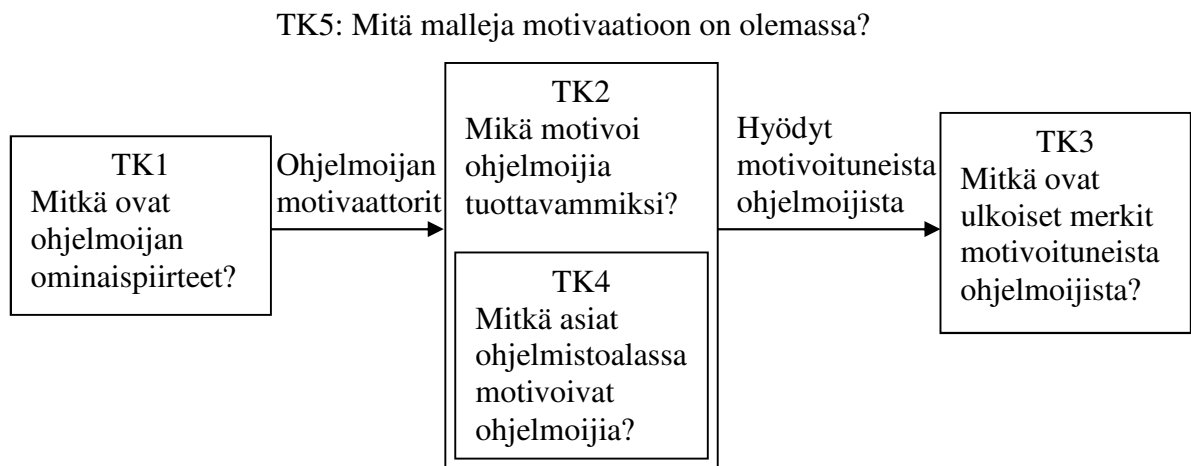 TK5: Mitä malleja motivaatioon on olemassa?
TK1
Mitkä ovat
ohjelmoijan
ominaispiirteet?
Ohjelmoijan
motivaattorit
TK2
Mikä motivoi
ohjelmoijia
tuottavammiksi?
TK4
Mitkä asiat
ohjelmistoalassa
motivoivat
ohjelmoijia?
Hyödyt
motivoituneista
ohjelmoijista
TK3
Mitkä ovat
ulkoiset merkit
motivoituneista
ohjelmoijista?